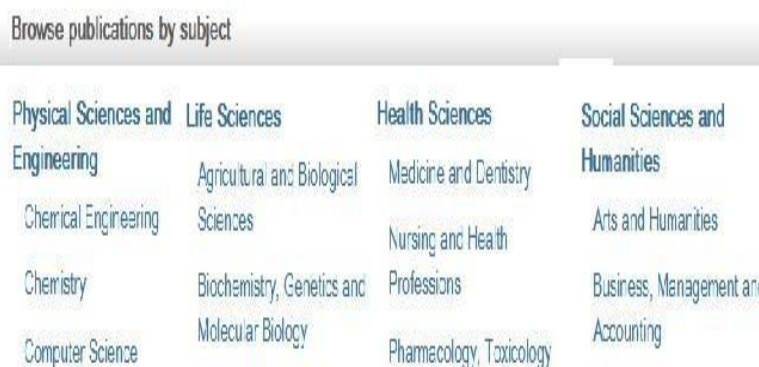 Browse publications by subject
Physical Sciences and
Engineering
Chemical Engineering
Chemistry
Computer Science
Life Sciences
Agricultural and Biological
Sciences
Biochemistry, Genetics and
Molecular Biology
Health Sciences
Medicine and Dentistry
Nursing and Health
Professions
Pharmacology, Toxicology
Social Sciences and
Humanities
Arts and Humanities
Business, Management and
Accounting